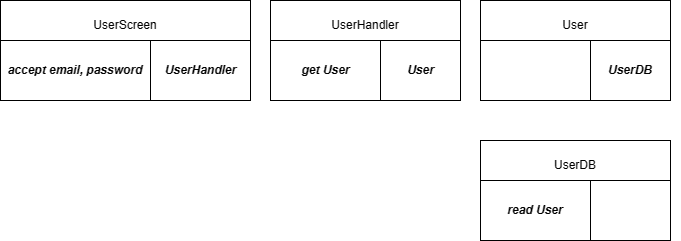 UserScreen
accept email, password
UserHandler
UserHandler
get User
User
User
UserDB
UserDB
read User